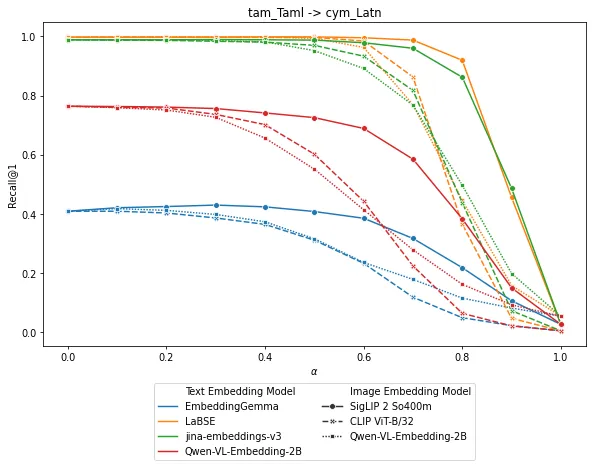 tam_Taml -> cym_Latn
1.0
0.8
0.6
0.4
0.2
0.0
Recall@1
0.0 0.2 0.4 0.6 0.8 1.0
α
Text Embedding Model Image Embedding Model
EmbeddingGemma SigLIP 2 So400m
LaBSE CLIP ViT-B/32
jina-embeddings-v3 Qwen-VL-Embedding-2B
Qwen-VL-Embedding-2B